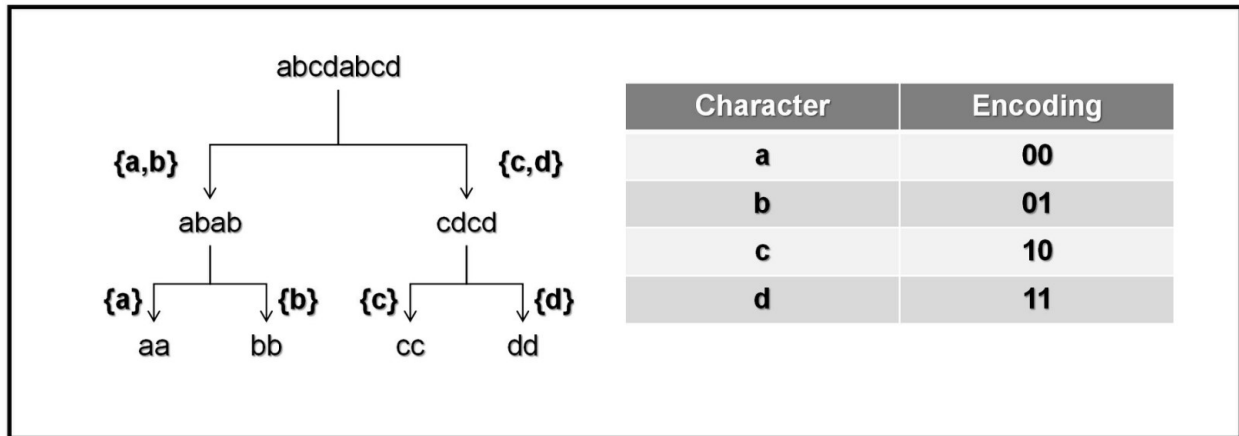 abcdabcd
{a,b} {c,d}
abab cdcd
{a} {b} {c} {d}
aa bb cc dd
Character Encoding
a 00
b 01
c 10
d 11